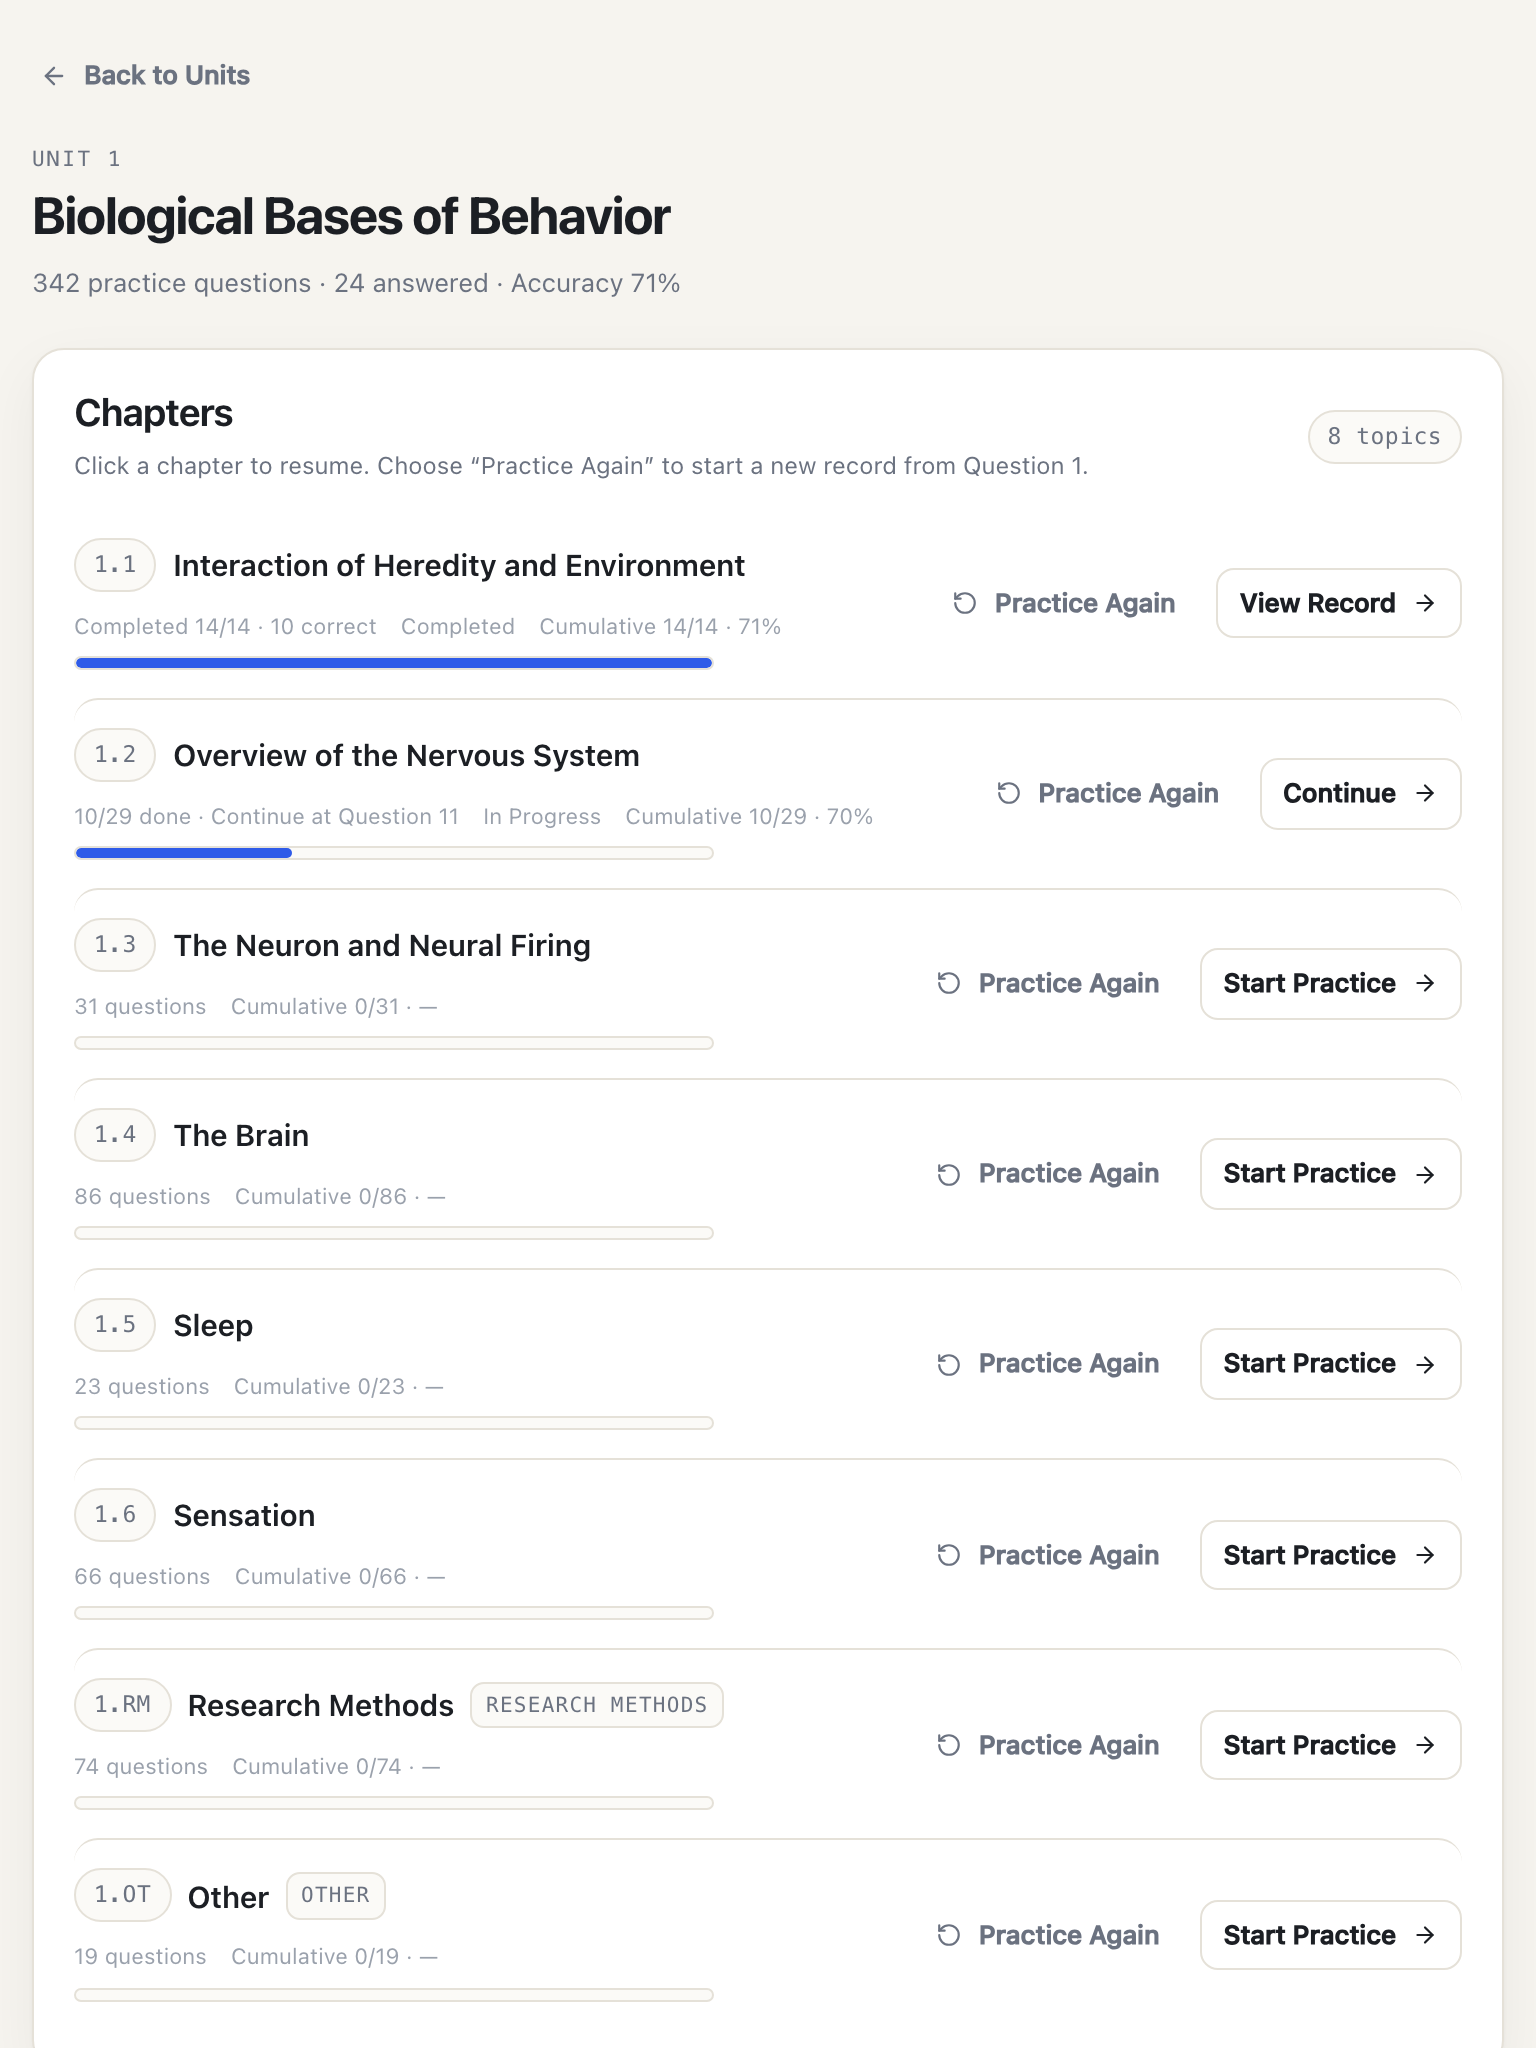 Back to Units
UNIT 1
Biological Bases of Behavior
342 practice questions · 24 answered · Accuracy 71%
Chapters
8 topics
Click a chapter to resume. Choose “Practice Again” to start a new record from Question 1.
1.1 Interaction of Heredity and Environment
Practice Again View Record
Completed 14/14 · 10 correct Completed Cumulative 14/14 · 71%
1.2 Overview of the Nervous System
Practice Again Continue
10/29 done · Continue at Question 11 In Progress Cumulative 10/29 · 70%
1.3 The Neuron and Neural Firing
Practice Again Start Practice
31 questions Cumulative 0/31 · —
1.4 The Brain
Practice Again Start Practice
86 questions Cumulative 0/86 · —
1.5 Sleep
Practice Again Start Practice
23 questions Cumulative 0/23 · —
1.6 Sensation
Practice Again Start Practice
66 questions Cumulative 0/66 · —
1.RM Research Methods RESEARCH METHODS
Practice Again Start Practice
74 questions Cumulative 0/74 · —
1.OT Other OTHER
Practice Again Start Practice
19 questions Cumulative 0/19 · —